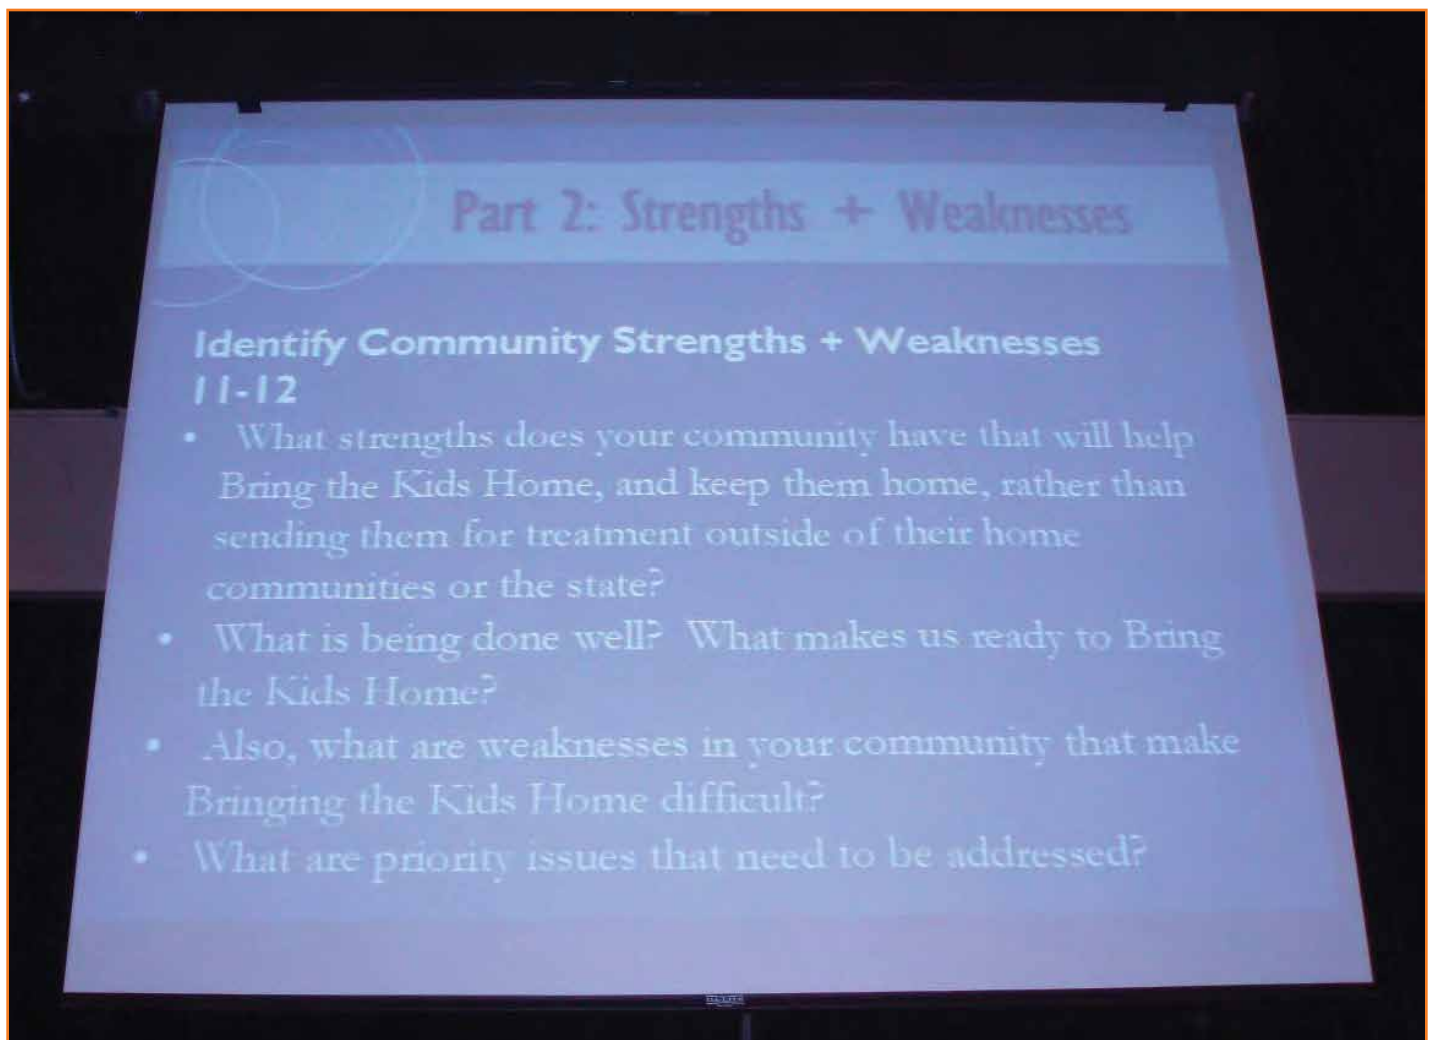 Part 2: Strengths + Weaknesses
Identify Community Strengths + Weaknesses
11-12
• What strengths does your community have that will help
Bring the Kids Home, and keep them home, rather than
sending them for treatment outside of their home
communities or the state?
• What is being done well? What makes us ready to Bring
the Kids Home?
• Also, what are weaknesses in your community that make
Bringing the Kids Home difficult?
• What are priority issues that need to be addressed?